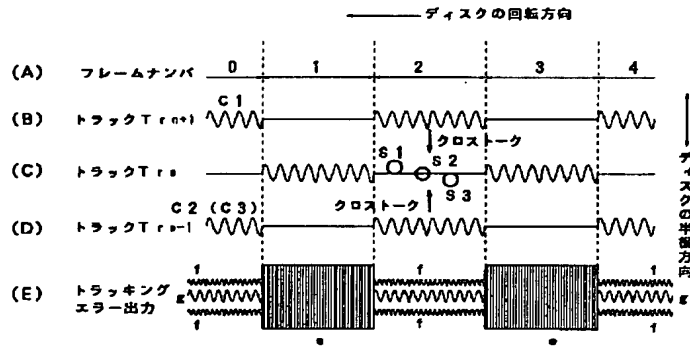 ディスクの回転方向
(A) フレームナンバ 0 1 2 3 4
(B) トラックTr(n+1) C1
クロストーク
(C) トラックTrn S1 S2 S3
クロストーク
(D) トラックTrn-1 C2 (C3)
(E) トラッキングエラー出力
f f f
g g
f f f
e e
ディスクの半径方向